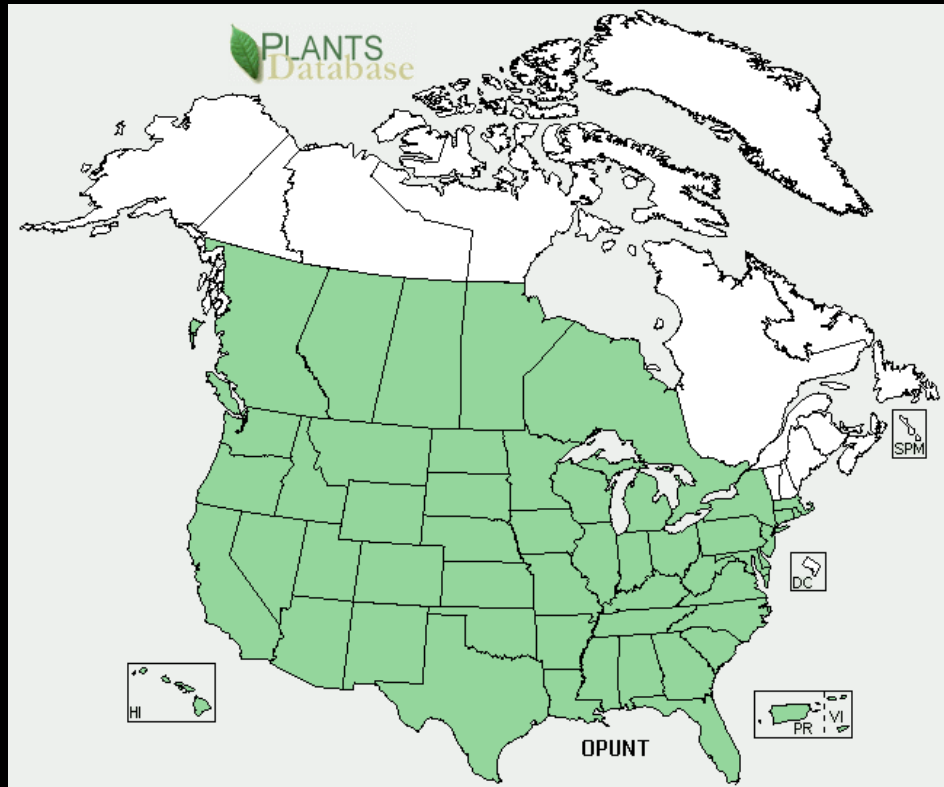 PLANTS
Database
SPM
DC
HI
PR VI
OPUNT